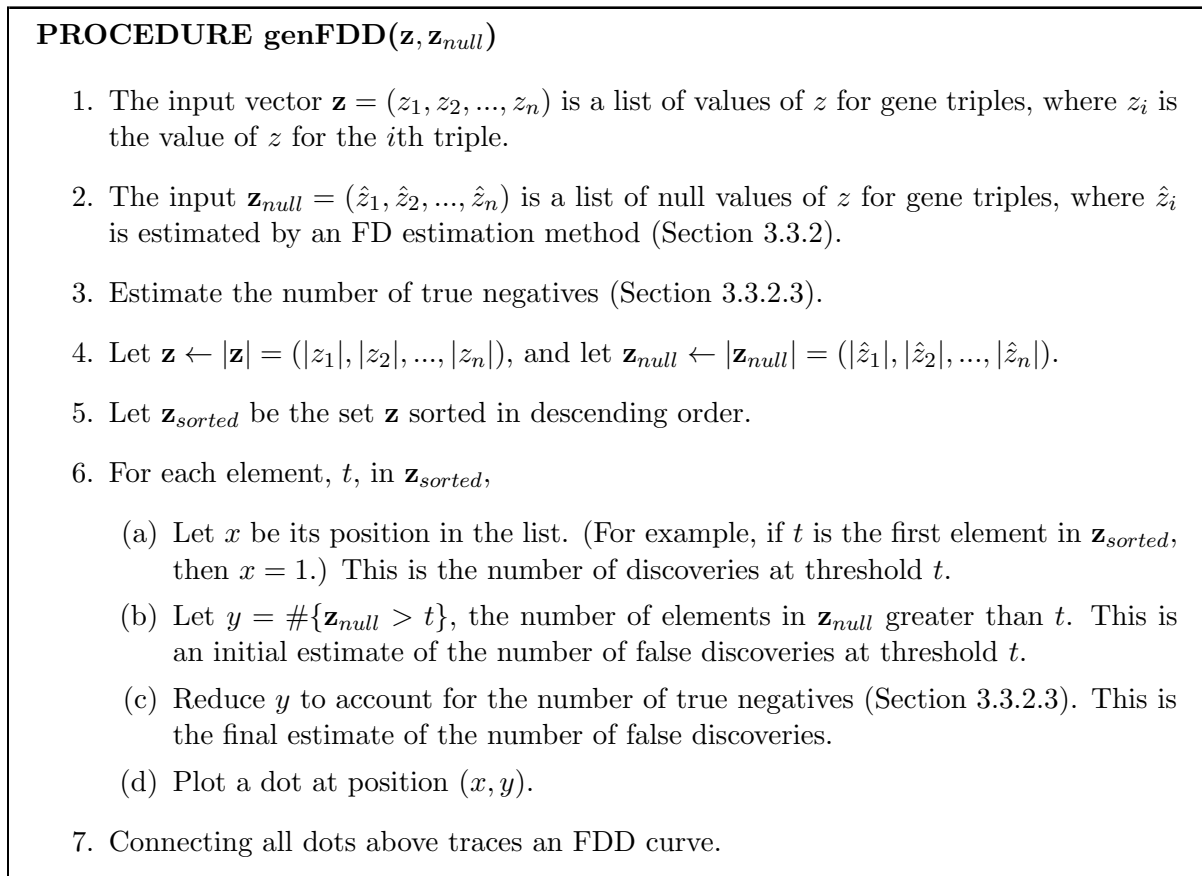 PROCEDURE genFDD(z, z_null)
1. The input vector z = (z_1, z_2, ..., z_n) is a list of values of z for gene triples, where z_i is
the value of z for the ith triple.
2. The input z_null = (ẑ_1, ẑ_2, ..., ẑ_n) is a list of null values of z for gene triples, where ẑ_i
is estimated by an FD estimation method (Section 3.3.2).
3. Estimate the number of true negatives (Section 3.3.2.3).
4. Let z ← |z| = (|z_1|, |z_2|, ..., |z_n|), and let z_null ← |z_null| = (|ẑ_1|, |ẑ_2|, ..., |ẑ_n|).
5. Let z_sorted be the set z sorted in descending order.
6. For each element, t, in z_sorted,
(a) Let x be its position in the list. (For example, if t is the first element in z_sorted,
then x = 1.) This is the number of discoveries at threshold t.
(b) Let y = #{z_null > t}, the number of elements in z_null greater than t. This is
an initial estimate of the number of false discoveries at threshold t.
(c) Reduce y to account for the number of true negatives (Section 3.3.2.3). This is
the final estimate of the number of false discoveries.
(d) Plot a dot at position (x, y).
7. Connecting all dots above traces an FDD curve.